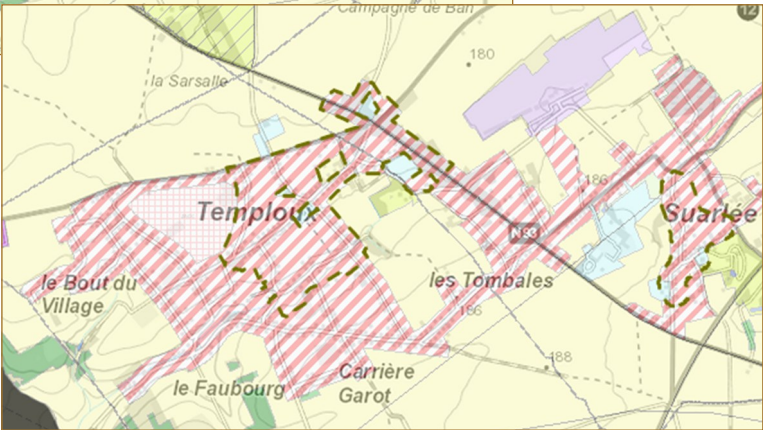 Campagne de Ban
12
180
la Sarsalle
186
Temploux
Suarlée
N93
le Bout du
Village
les Tombales
186
188
Carrière
Garot
le Faubourg